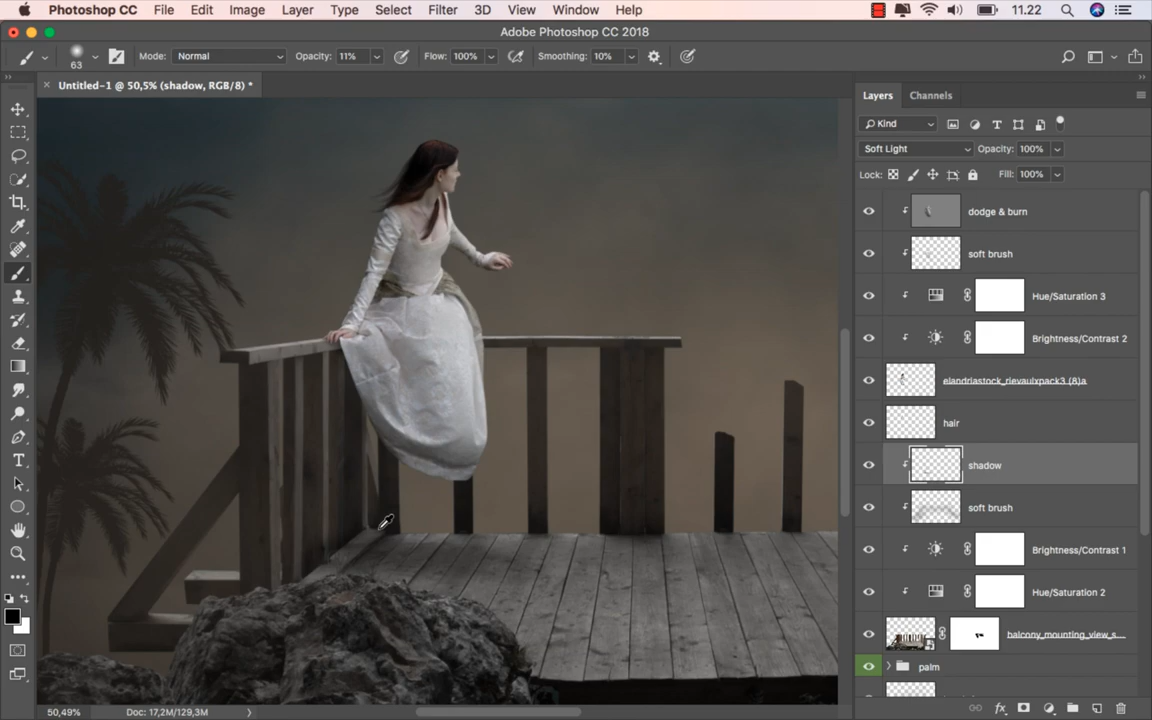 Photoshop CC File Edit Image Layer Type Select Filter 3D View Window Help 11.22
Adobe Photoshop CC 2018
63 Mode: Normal Opacity: 11% Flow: 100% Smoothing: 10%
× Untitled-1 @ 50,5% (shadow, RGB/8) *
Layers Channels
Kind
Soft Light Opacity: 100%
Lock: Fill: 100%
dodge & burn
soft brush
Hue/Saturation 3
Brightness/Contrast 2
elandriastock_rievaulxpack3 (8)a
hair
shadow
soft brush
Brightness/Contrast 1
Hue/Saturation 2
balcony_mounting_view_s...
palm
50,49% Doc: 17,2M/129,3M